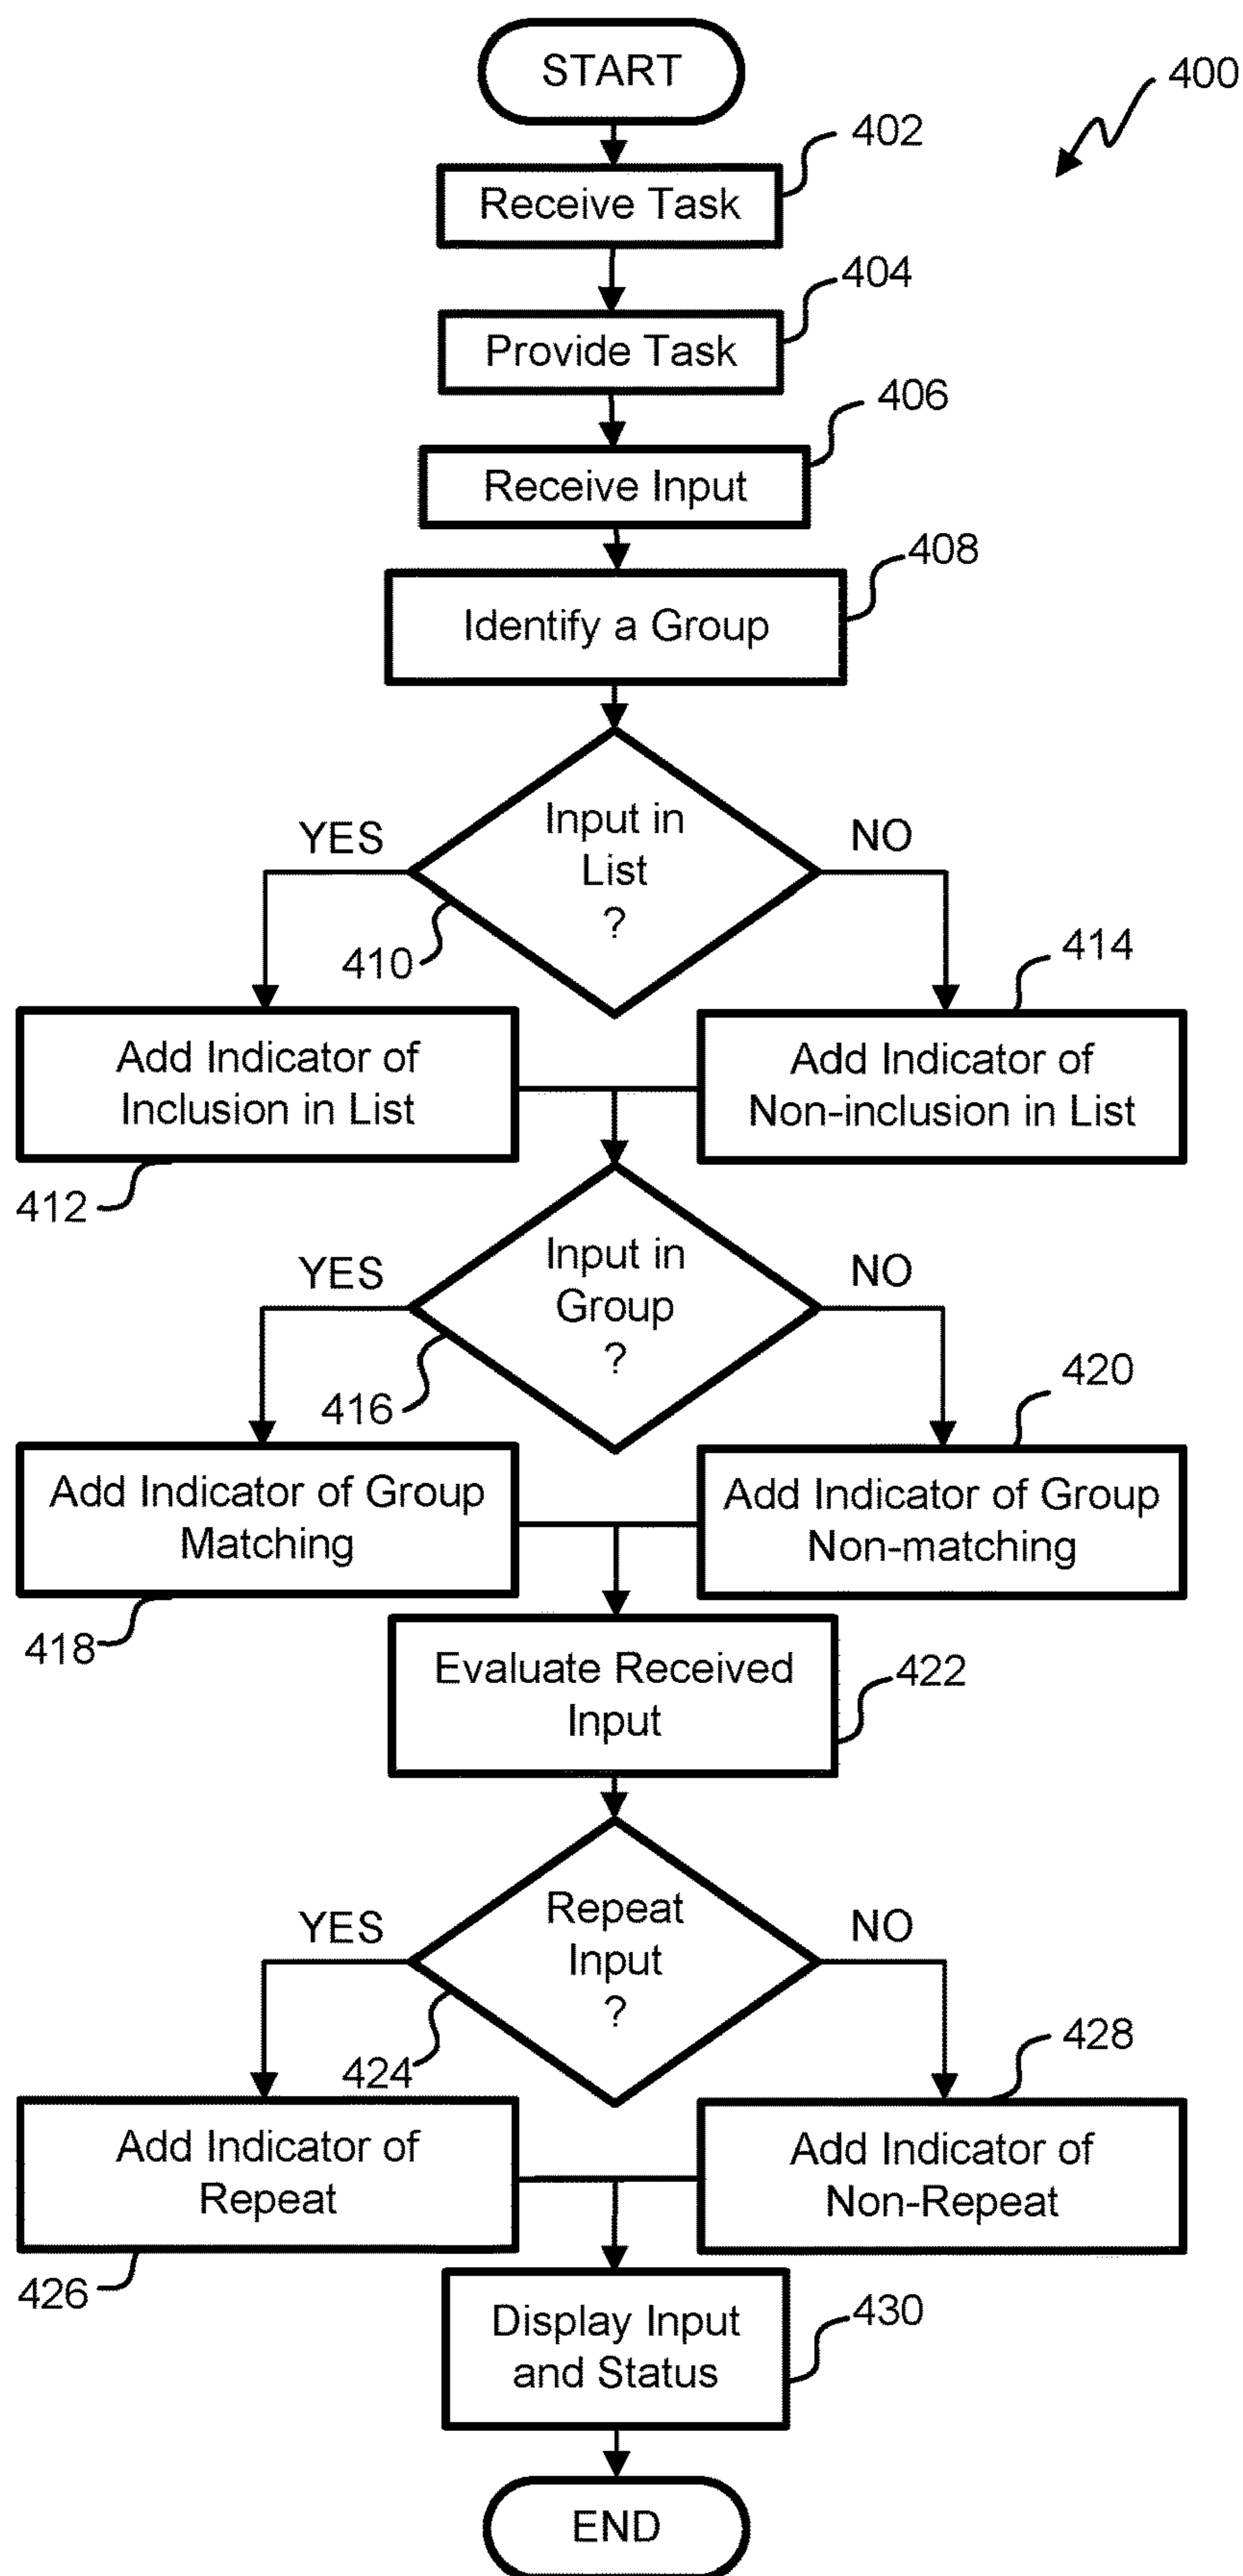 START
400
402
Receive Task
404
Provide Task
406
Receive Input
408
Identify a Group
Input in
List
?
YES
NO
410
414
Add Indicator of
Inclusion in List
Add Indicator of
Non-inclusion in List
412
Input in
Group
?
YES
NO
416
420
Add Indicator of Group
Matching
Add Indicator of Group
Non-matching
418
Evaluate Received
Input
422
Repeat
Input
?
YES
NO
424
428
Add Indicator of
Repeat
Add Indicator of
Non-Repeat
426
Display Input
and Status
430
END